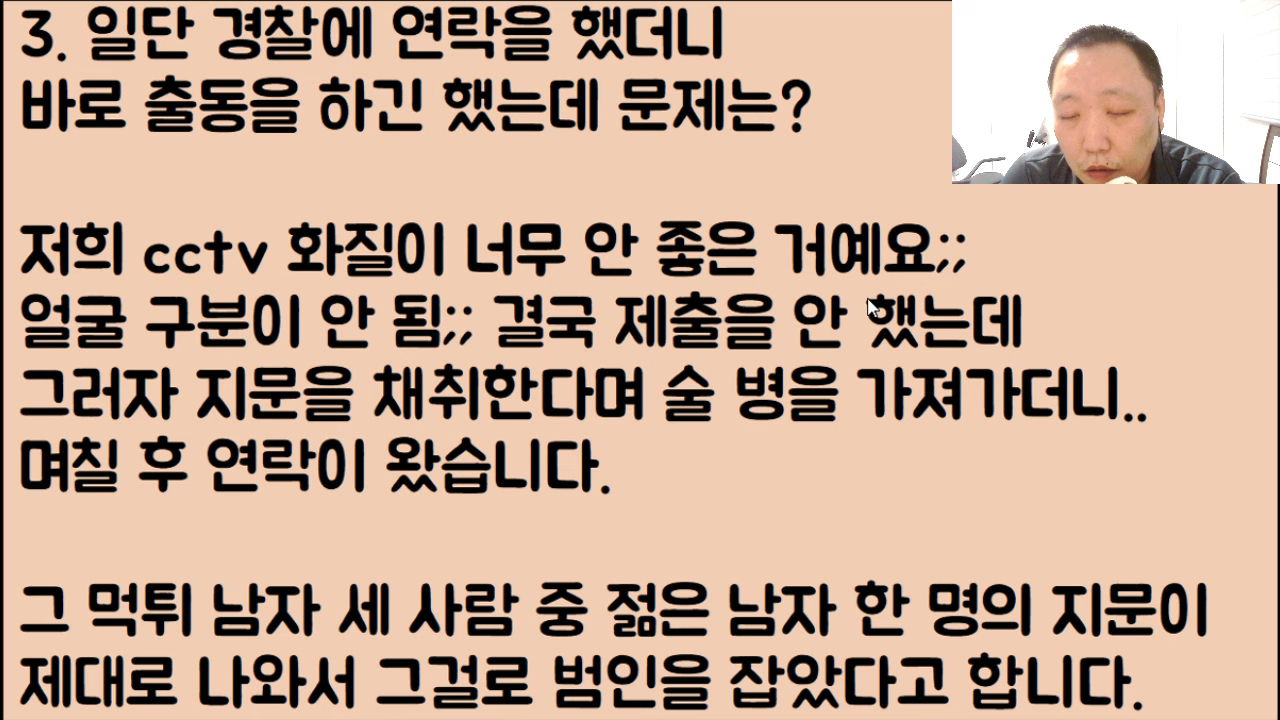 3. 일단 경찰에 연락을 했더니
바로 출동을 하긴 했는데 문제는?
저희 cctv 화질이 너무 안 좋은 거예요;;
얼굴 구분이 안 됨;; 결국 제출을 안 했는데
그러자 지문을 채취한다며 술 병을 가져가더니..
며칠 후 연락이 왔습니다.
그 먹튀 남자 세 사람 중 젊은 남자 한 명의 지문이
제대로 나와서 그걸로 범인을 잡았다고 합니다.